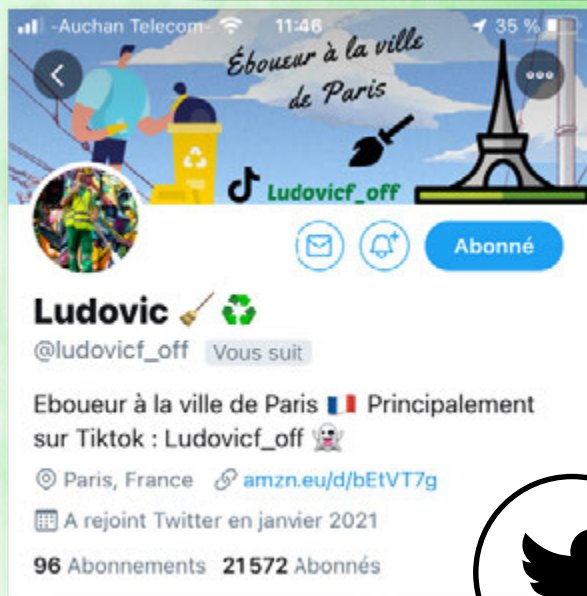 -Auchan Telecom- 11:46 35 %
Éboueur à la ville
de Paris
Ludovicf_off
Abonné
Ludovic
@ludovicf_off Vous suit
Eboueur à la ville de Paris 🇫🇷 Principalement
sur Tiktok : Ludovicf_off 👻
Paris, France amzn.eu/d/bEtVT7g
A rejoint Twitter en janvier 2021
96 Abonnements 21572 Abonnés